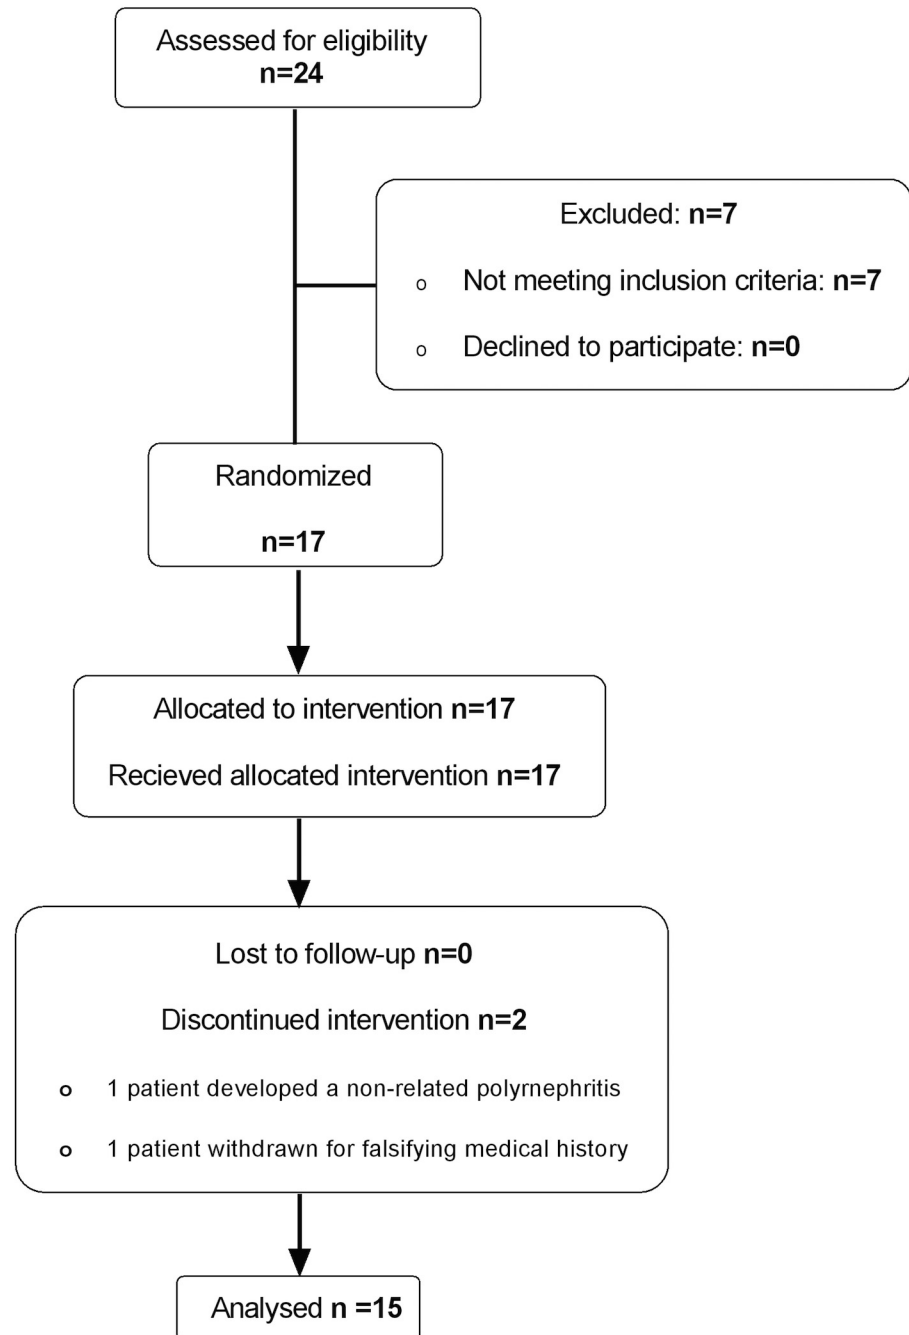 Assessed for eligibility
n=24
Excluded: n=7
o Not meeting inclusion criteria: n=7
o Declined to participate: n=0
Randomized
n=17
Allocated to intervention n=17
Recieved allocated intervention n=17
Lost to follow-up n=0
Discontinued intervention n=2
o 1 patient developed a non-related polyrnephritis
o 1 patient withdrawn for falsifying medical history
Analysed n =15